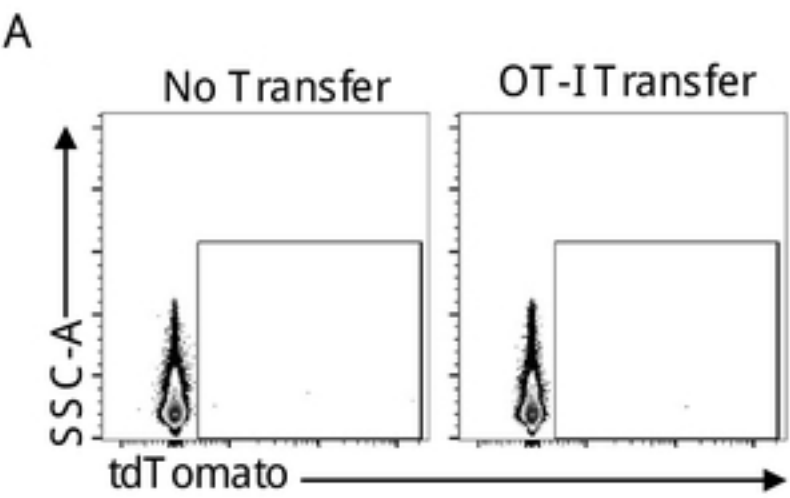 A
No Transfer
OT-I Transfer
SSC-A
tdTomato